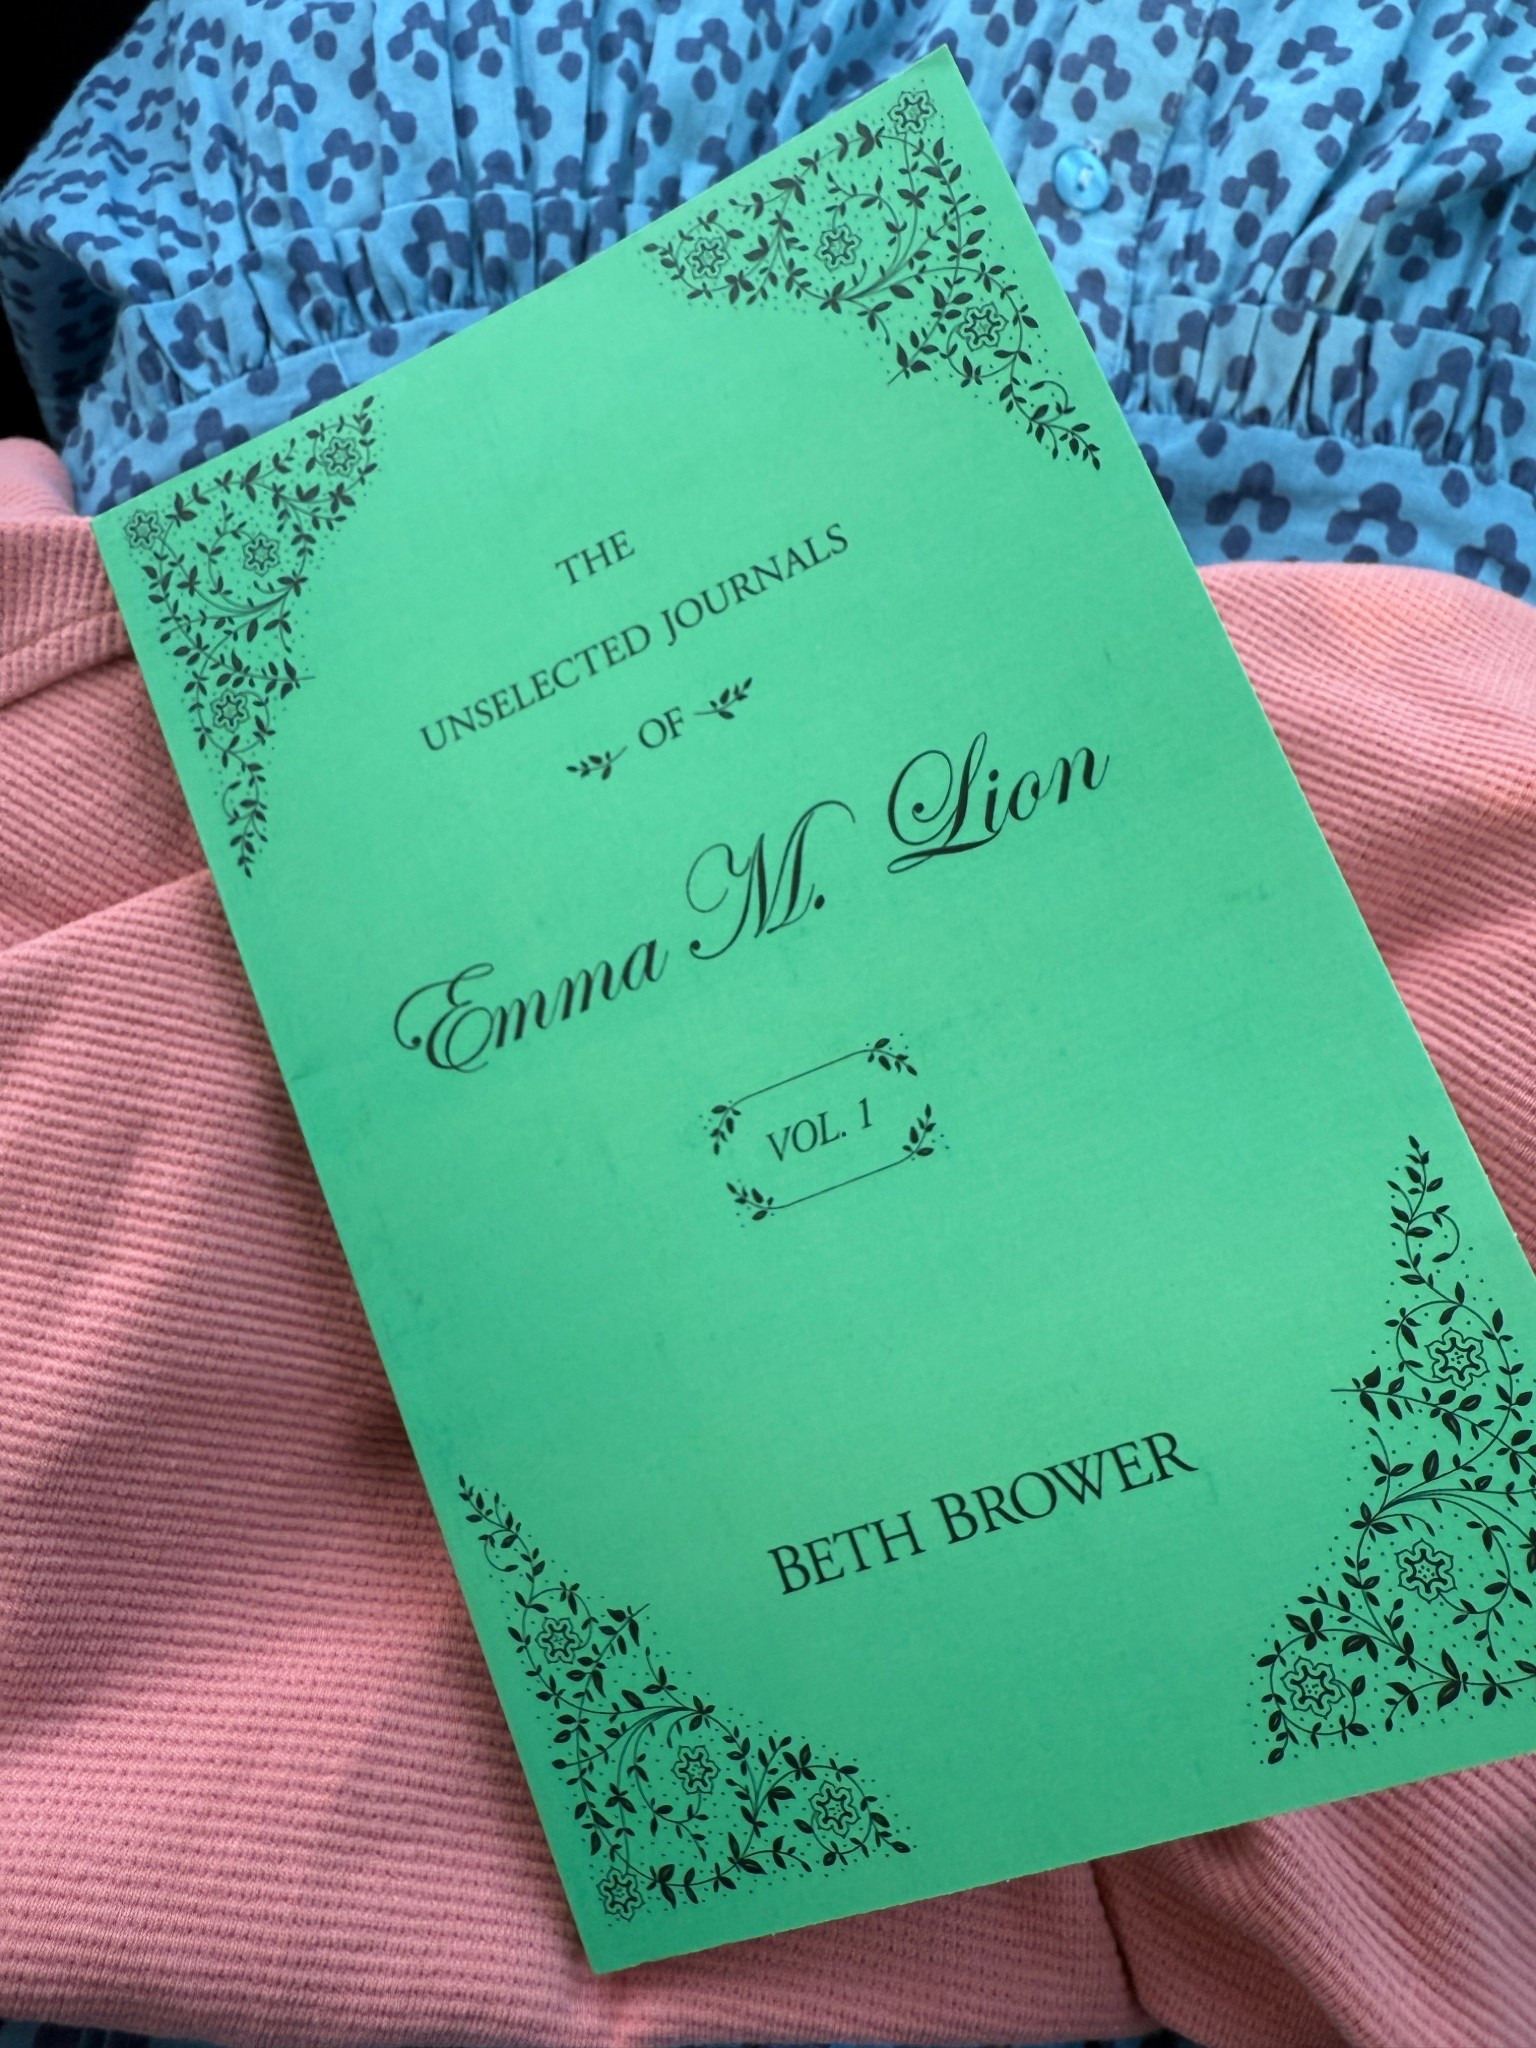 THE
UNSELECTED JOURNALS
OF
Emma M. Lion
VOL. 1
BETH BROWER